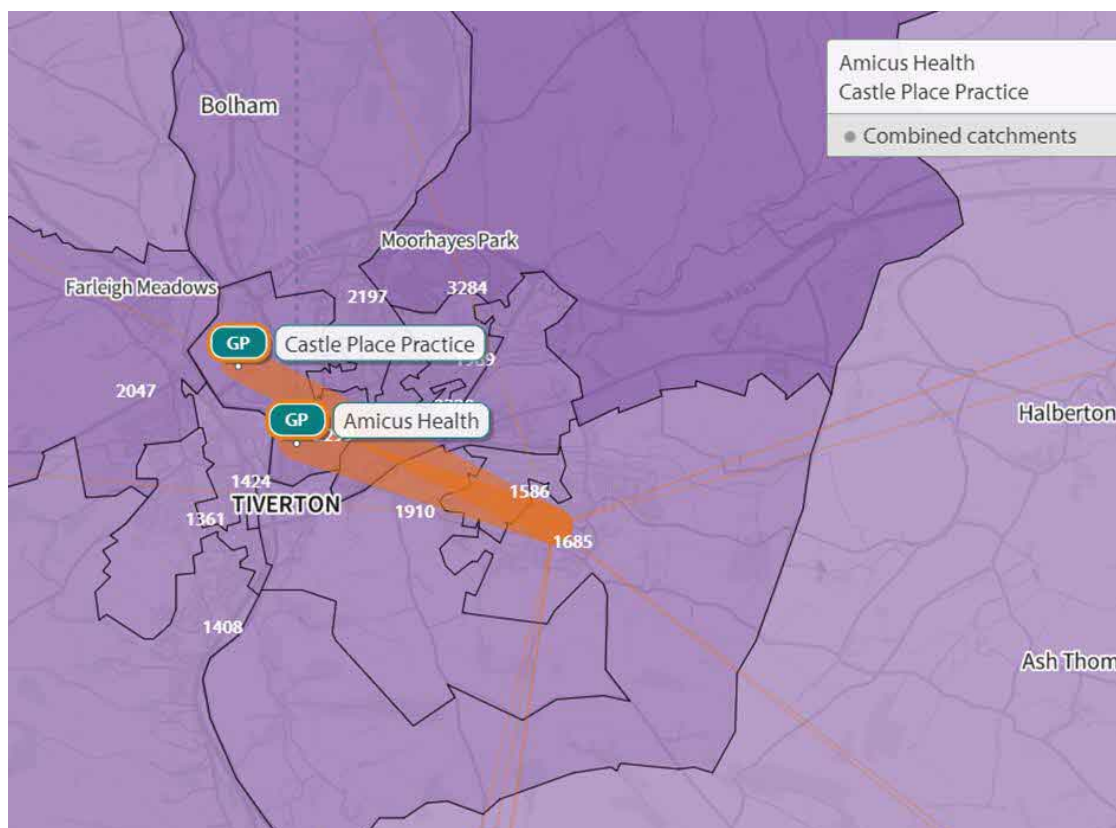 Amicus Health
Castle Place Practice
Combined catchments
Bolham
Moorhayes Park
Farleigh Meadows
2197
3284
GP
Castle Place Practice
2047
GP
Amicus Health
Halberton
1424
TIVERTON
1586
1361
1910
1685
1408
Ash Thom